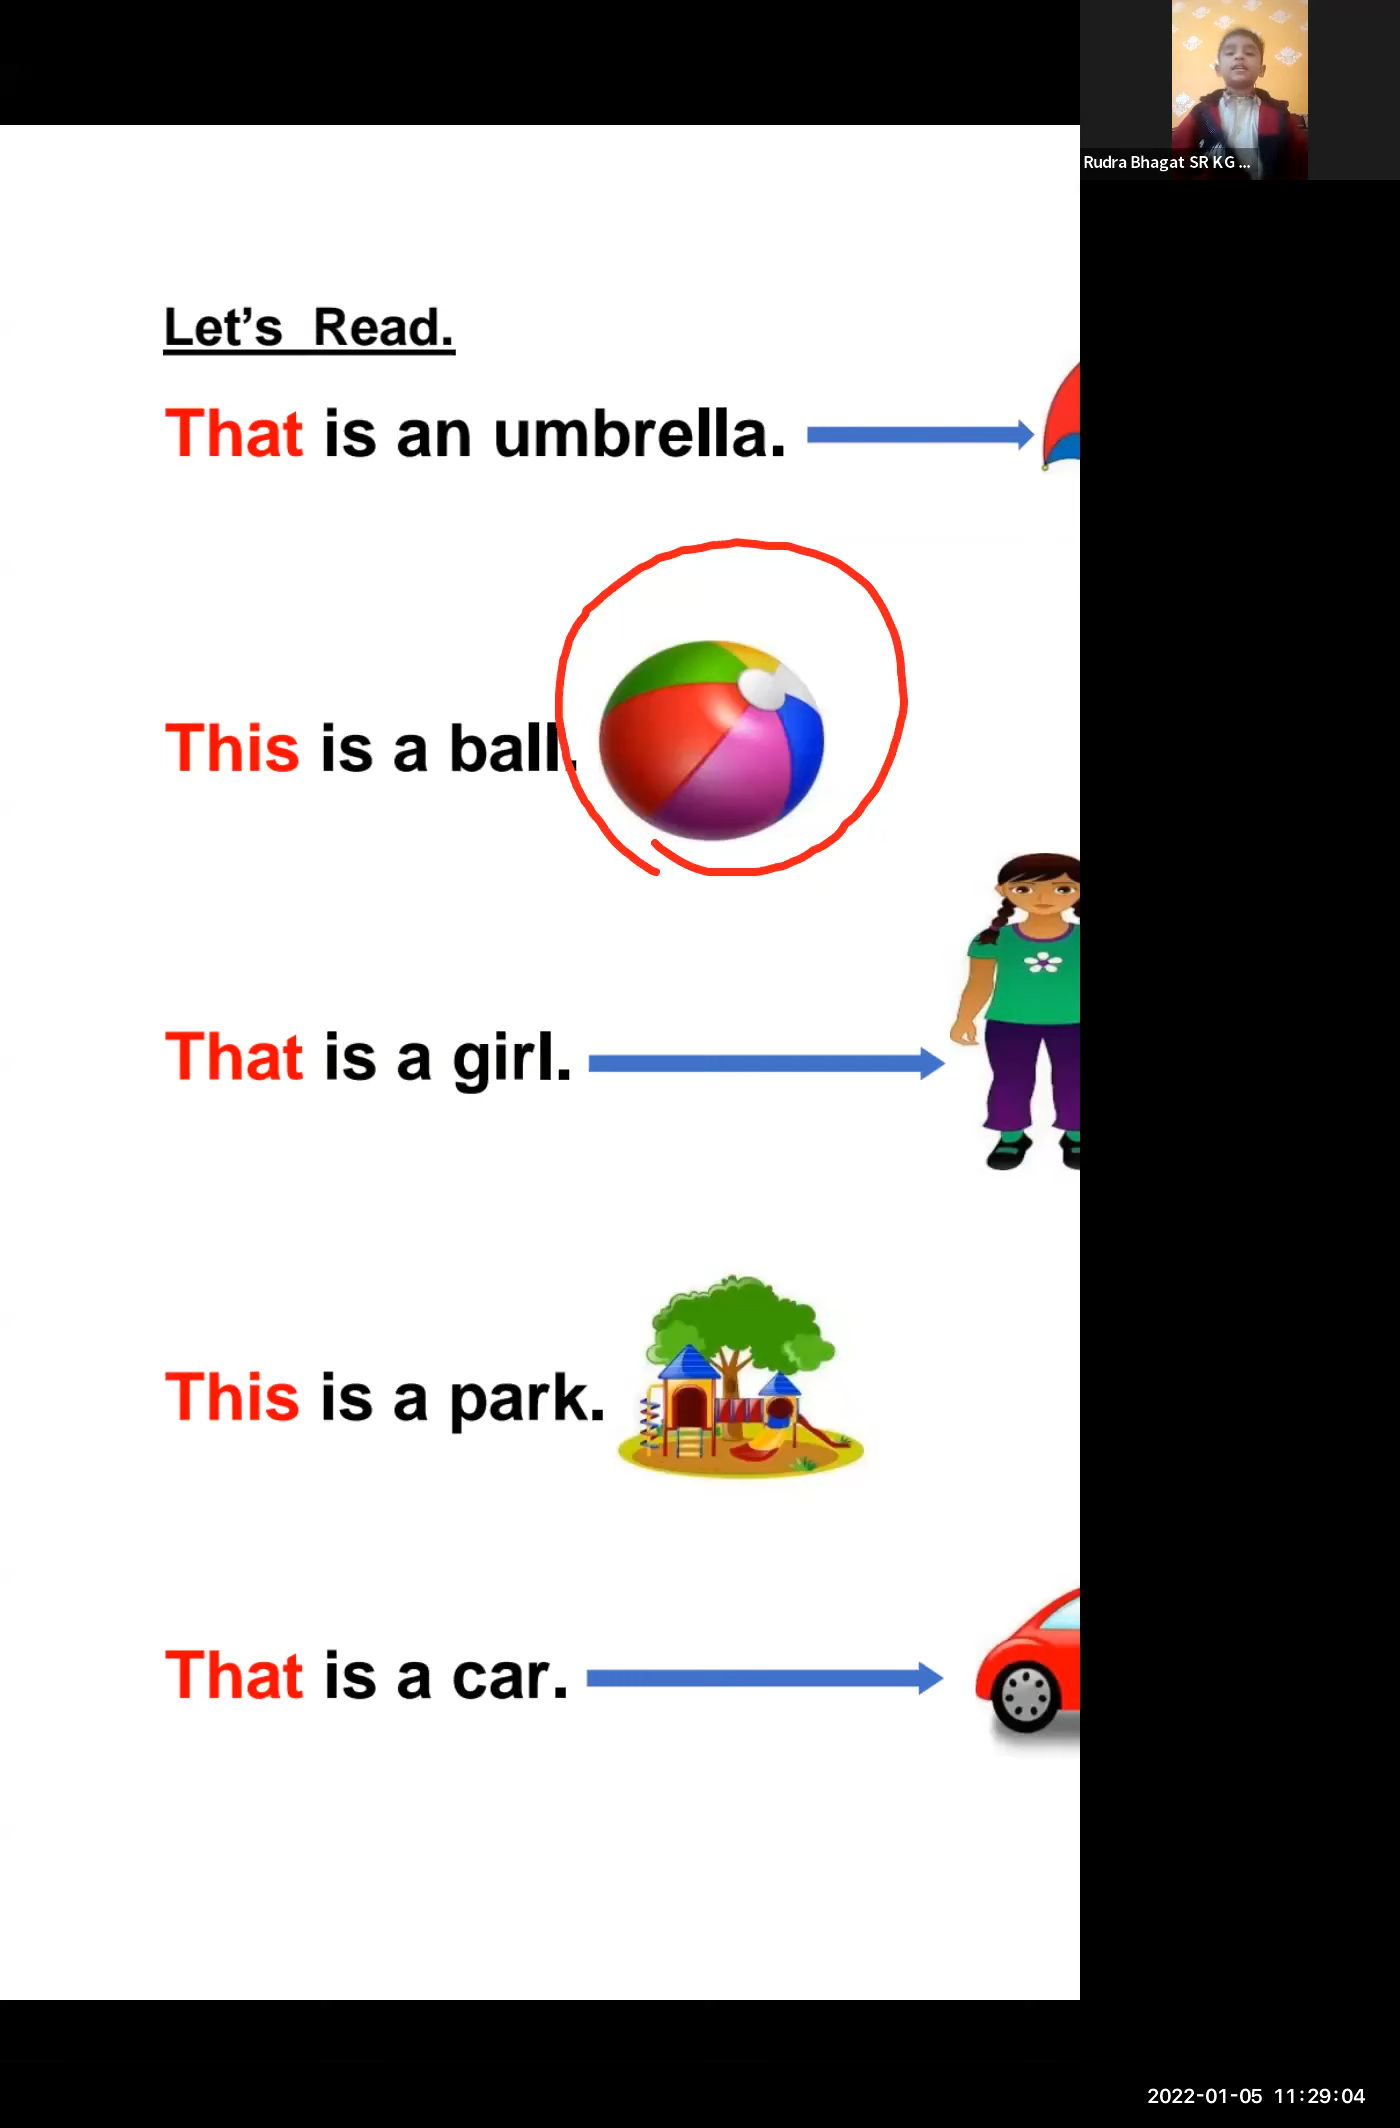 Rudra Bhagat SR KG ...
Let's Read.
That is an umbrella.
This is a ball.
That is a girl.
This is a park.
That is a car.
2022-01-05 11:29:04